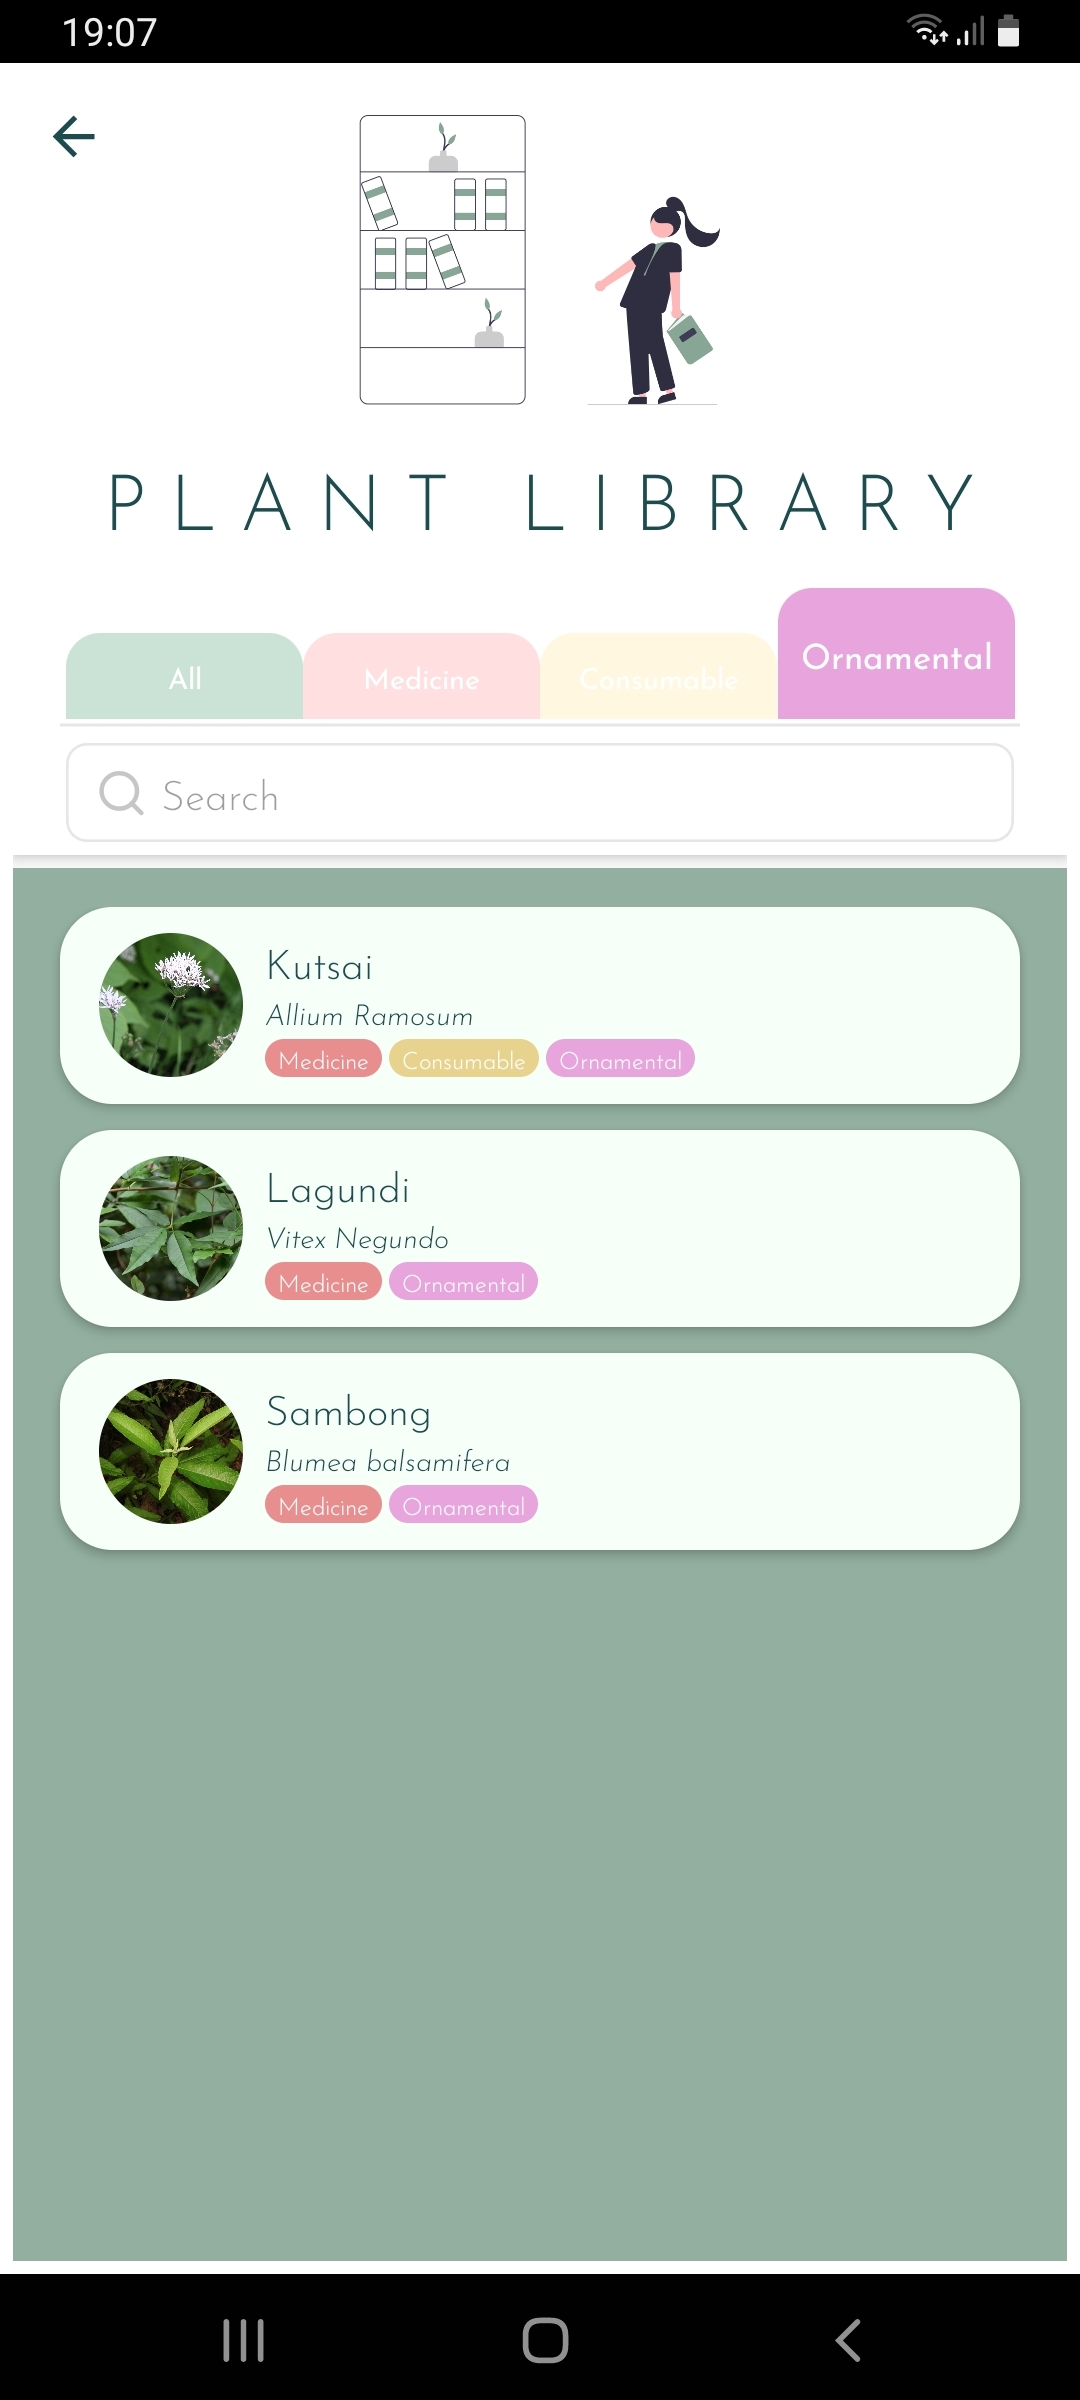 19:07
PLANT LIBRARY
All Medicine Consumable Ornamental
Search
Kutsai
Allium Ramosum
Medicine Consumable Ornamental
Lagundi
Vitex Negundo
Medicine Ornamental
Sambong
Blumea balsamifera
Medicine Ornamental